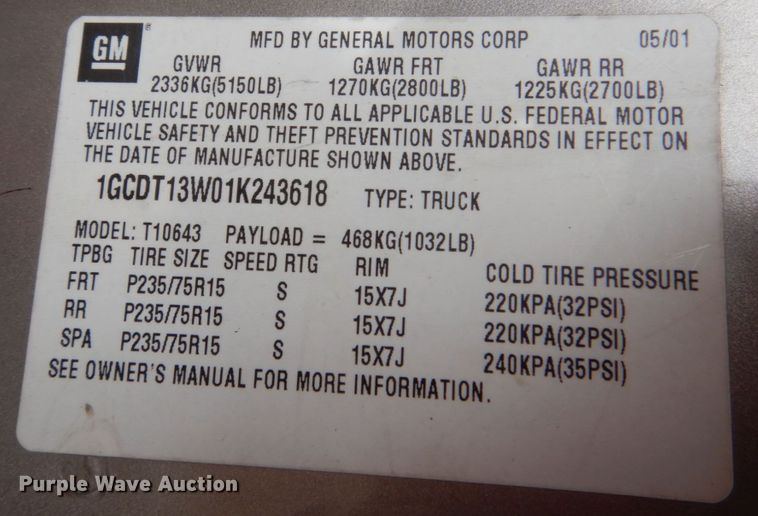 GM
MFD BY GENERAL MOTORS CORP 05/01
GVWR GAWR FRT GAWR RR
2336KG(5150LB) 1270KG(2800LB) 1225KG(2700LB)
THIS VEHICLE CONFORMS TO ALL APPLICABLE U.S. FEDERAL MOTOR
VEHICLE SAFETY AND THEFT PREVENTION STANDARDS IN EFFECT ON
THE DATE OF MANUFACTURE SHOWN ABOVE.
1GCDT13W01K243618 TYPE: TRUCK
MODEL: T10643 PAYLOAD = 468KG(1032LB)
TPBG TIRE SIZE SPEED RTG RIM COLD TIRE PRESSURE
FRT P235/75R15 S 15X7J 220KPA(32PSI)
RR P235/75R15 S 15X7J 220KPA(32PSI)
SPA P235/75R15 S 15X7J 240KPA(35PSI)
SEE OWNER'S MANUAL FOR MORE INFORMATION.
Purple Wave Auction